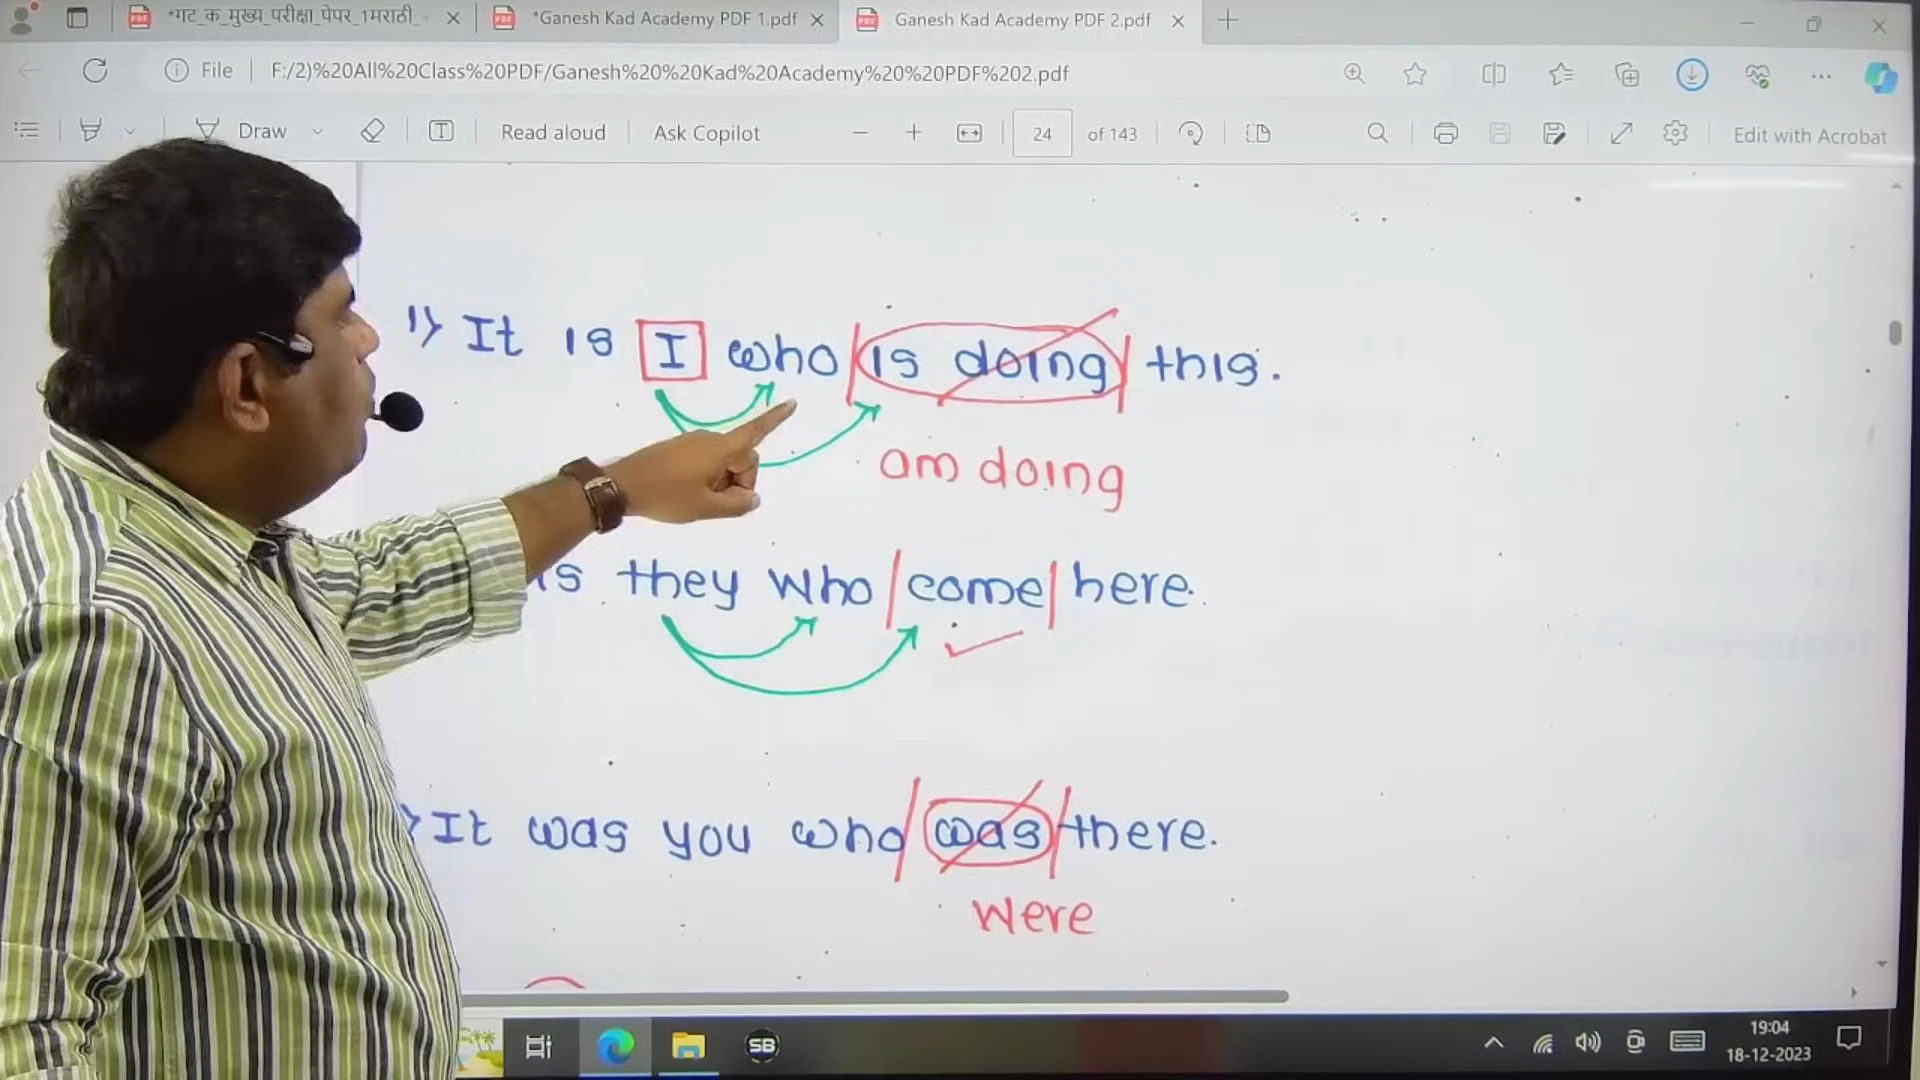 *गट_क_मुख्य_परीक्षा_पेपर_1मराठी_
*Ganesh Kad Academy PDF 1.pdf
Ganesh Kad Academy PDF 2.pdf
File F:/2)%20All%20Class%20PDF/Ganesh%20%20Kad%20Academy%20%20PDF%202.pdf
Draw Read aloud Ask Copilot 24 of 143 Edit with Acrobat
1) It is I who is doing this.
am doing
is they who come here.
It was you who was there.
were
SB
19:04
18-12-2023